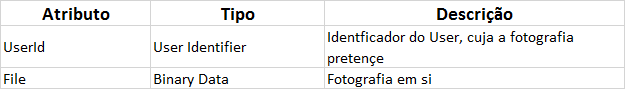 Atributo Tipo Descrição
UserId User Identifier Identficador do User, cuja a fotografia
pretençe
File Binary Data Fotografia em si